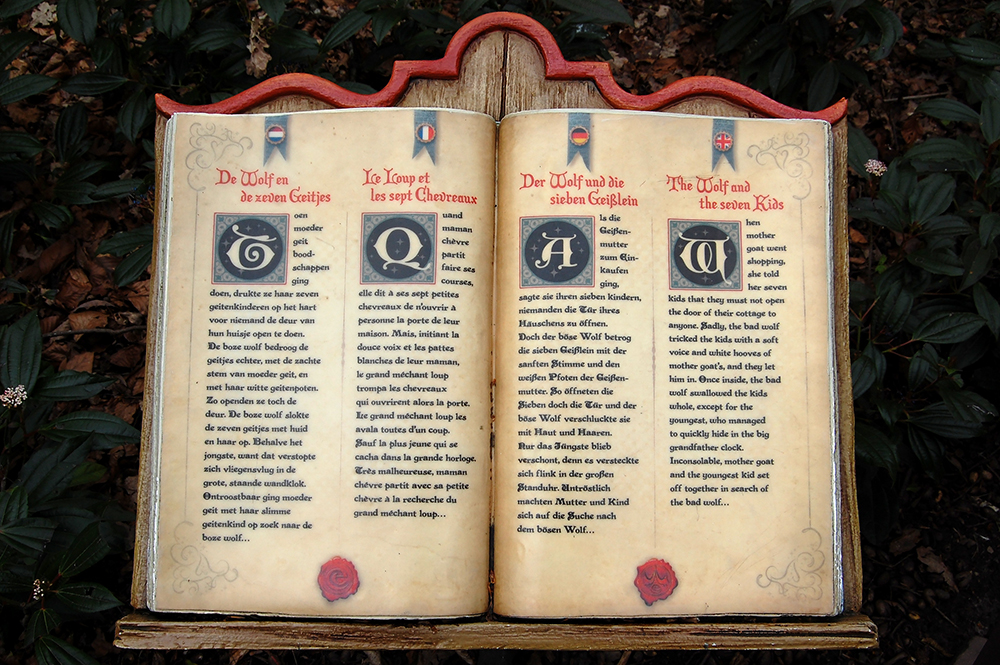 De Wolf en
de zeven Geitjes
Toen
moeder
geit
bood-
schappen
ging
doen, drukte ze haar zeven
geitenkinderen op het hart
voor niemand de deur van
hun huisje open te doen.
De boze wolf bedroog de
geitjes echter, met de zachte
stem van moeder geit, en
met haar witte geitenpoten.
Zo openden ze toch de
deur. De boze wolf slokte
de zeven geitjes met huid
en haar op. Behalve het
jongste, want dat verstopte
zich vliegensvlug in de
grote, staande wandklok.
Ontroostbaar ging moeder
geit met haar slimme
geitenkind op zoek naar de
boze wolf...
Le Loup et
les sept Chevreaux
Quand
maman
chèvre
partit
faire ses
courses,
elle dit à ses sept petites
chevreaux de n'ouvrir à
personne la porte de leur
maison. Mais, initiant la
douce voix et les pattes
blanches de leur maman,
le grand méchant loup
trompa les chevreaux
qui ouvrirent alors la porte.
Le grand méchant loup les
avala toutes d'un coup.
Sauf la plus jeune qui se
cacha dans la grande horloge.
Très malheureuse, maman
chèvre partit avec sa petite
chèvre à la recherche du
grand méchant loup...
Der Wolf und die
sieben Geißlein
Als die
Geißen-
mutter
zum Ein-
kaufen
ging,
sagte sie ihren sieben kindern,
niemanden die Tür ihres
Häuschens zu öffnen.
Doch der böse Wolf betrog
die sieben Geißlein mit der
sanften Stimme und den
weißen Pfoten der Geißen-
mutter. So öffneten die
Sieben doch die Tür und der
böse Wolf verschluckte sie
mit Haut und Haaren.
Nur das Jüngste blieb
verschont, denn es versteckte
sich flink in der großen
Standuhr. Untröstlich
machten Mutter und Kind
sich auf die Suche nach
dem bösen Wolf...
The Wolf and
the seven Kids
When
mother
goat went
shopping,
she told
her seven
kids that they must not open
the door of their cottage to
anyone. Sadly, the bad wolf
tricked the kids with a soft
voice and white hooves of
mother goat's, and they let
him in. Once inside, the bad
wolf swallowed the kids
whole, except for the
youngest, who managed
to quickly hide in the big
grandfather clock.
Inconsolable, mother goat
and the youngest kid set
off together in search of
the bad wolf...